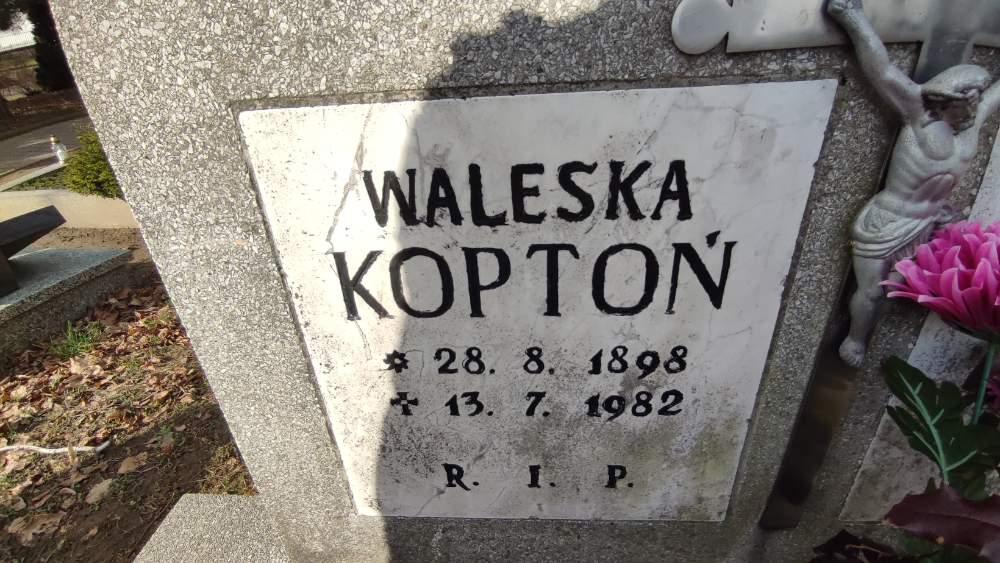 WALESKA
KOPTOŃ
* 28. 8. 1898
✝ 13. 7. 1982
R. I. P.